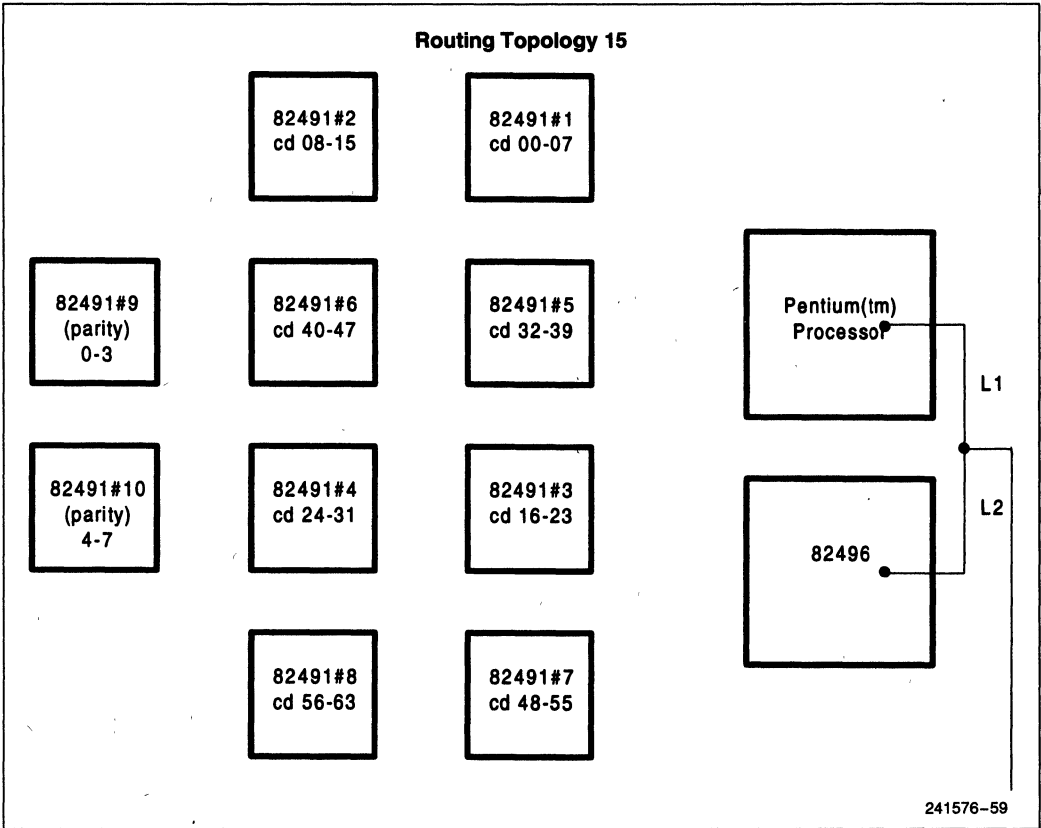 Routing Topology 15
82491#2
cd 08-15
82491#1
cd 00-07
82491#9
(parity)
0-3
82491#6
cd 40-47
82491#5
cd 32-39
Pentium(tm)
Processor
L1
82491#10
(parity)
4-7
82491#4
cd 24-31
82491#3
cd 16-23
L2
82496
82491#8
cd 56-63
82491#7
cd 48-55
241576-59